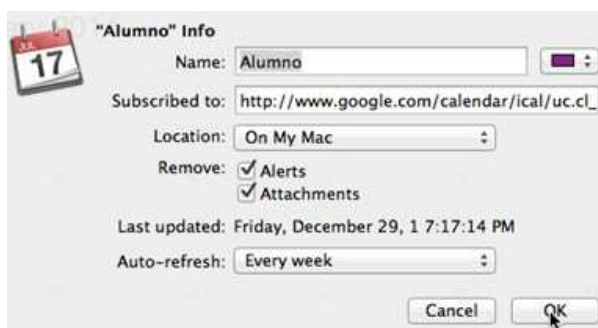 "Alumno" Info
JUL
17
Name: Alumno
Subscribed to: http://www.google.com/calendar/ical/uc.cl_
Location: On My Mac
Remove: Alerts
Attachments
Last updated: Friday, December 29, 1 7:17:14 PM
Auto-refresh: Every week
Cancel OK